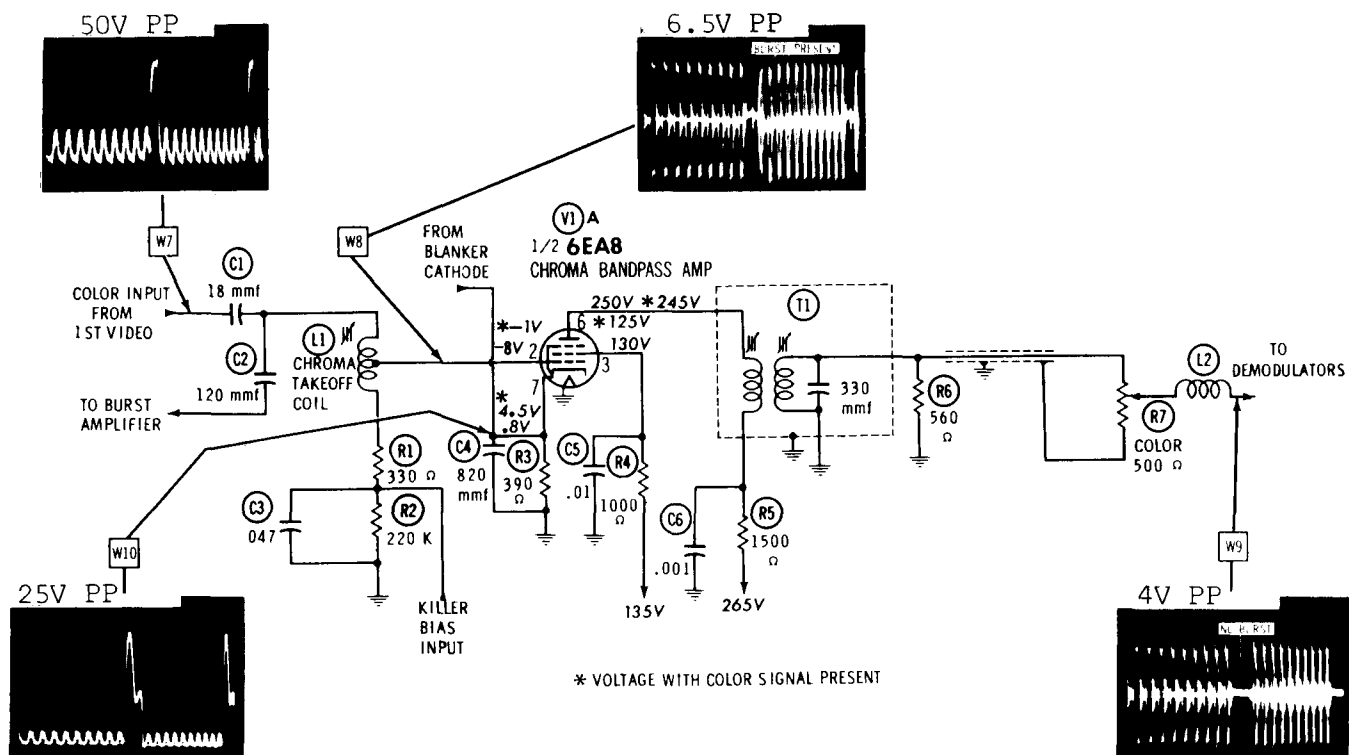 50V PP
6.5V PP
BURST PRESENT
W7
W8
FROM
BLANKER
CATHODE
V1 A
1/2 6EA8
CHROMA BANDPASS AMP
C1
18 mmf
COLOR INPUT
FROM
1ST VIDEO
C2
120 mmf
TO BURST
AMPLIFIER
L1
CHROMA
TAKEOFF
COIL
*-1V
-8V
2
7
6
3
250V *245V
*125V
130V
*
4.5V
.8V
T1
330
mmf
R6
560
Ω
R7
COLOR
500 Ω
L2
TO
DEMODULATORS
R1
330 Ω
C3
047
R2
220 K
C4
820
mmf
R3
390
Ω
C5
.01
R4
1000
Ω
C6
.001
R5
1500
Ω
W10
W9
25V PP
KILLER
BIAS
INPUT
135V
265V
4V PP
NO BURST
* VOLTAGE WITH COLOR SIGNAL PRESENT